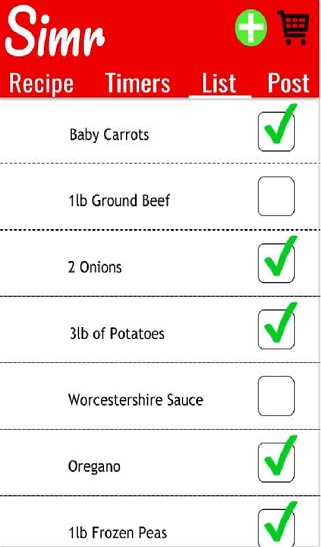 Simr
Recipe Timers List Post
Baby Carrots
1lb Ground Beef
2 Onions
3lb of Potatoes
Worcestershire Sauce
Oregano
1lb Frozen Peas